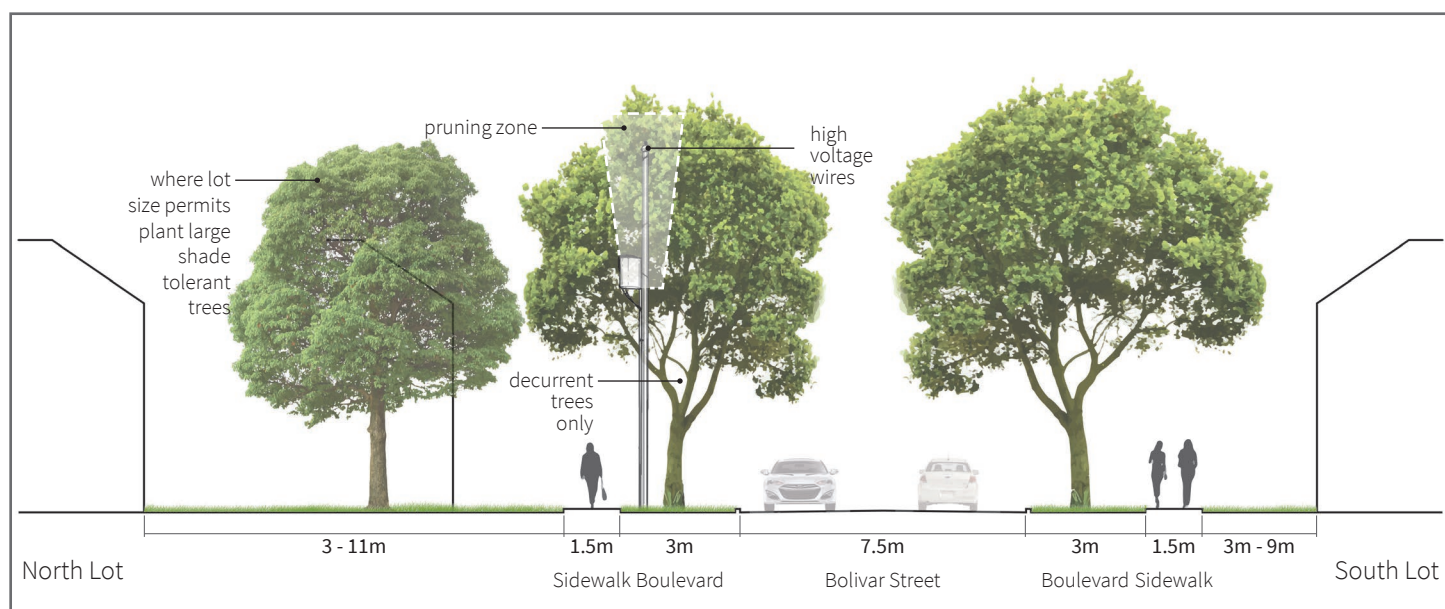 pruning zone
high
voltage
wires
where lot
size permits
plant large
shade
tolerant
trees
decurrent
trees
only
3 - 11m
1.5m
3m
7.5m
3m
1.5m
3m - 9m
North Lot
Sidewalk Boulevard
Bolivar Street
Boulevard Sidewalk
South Lot